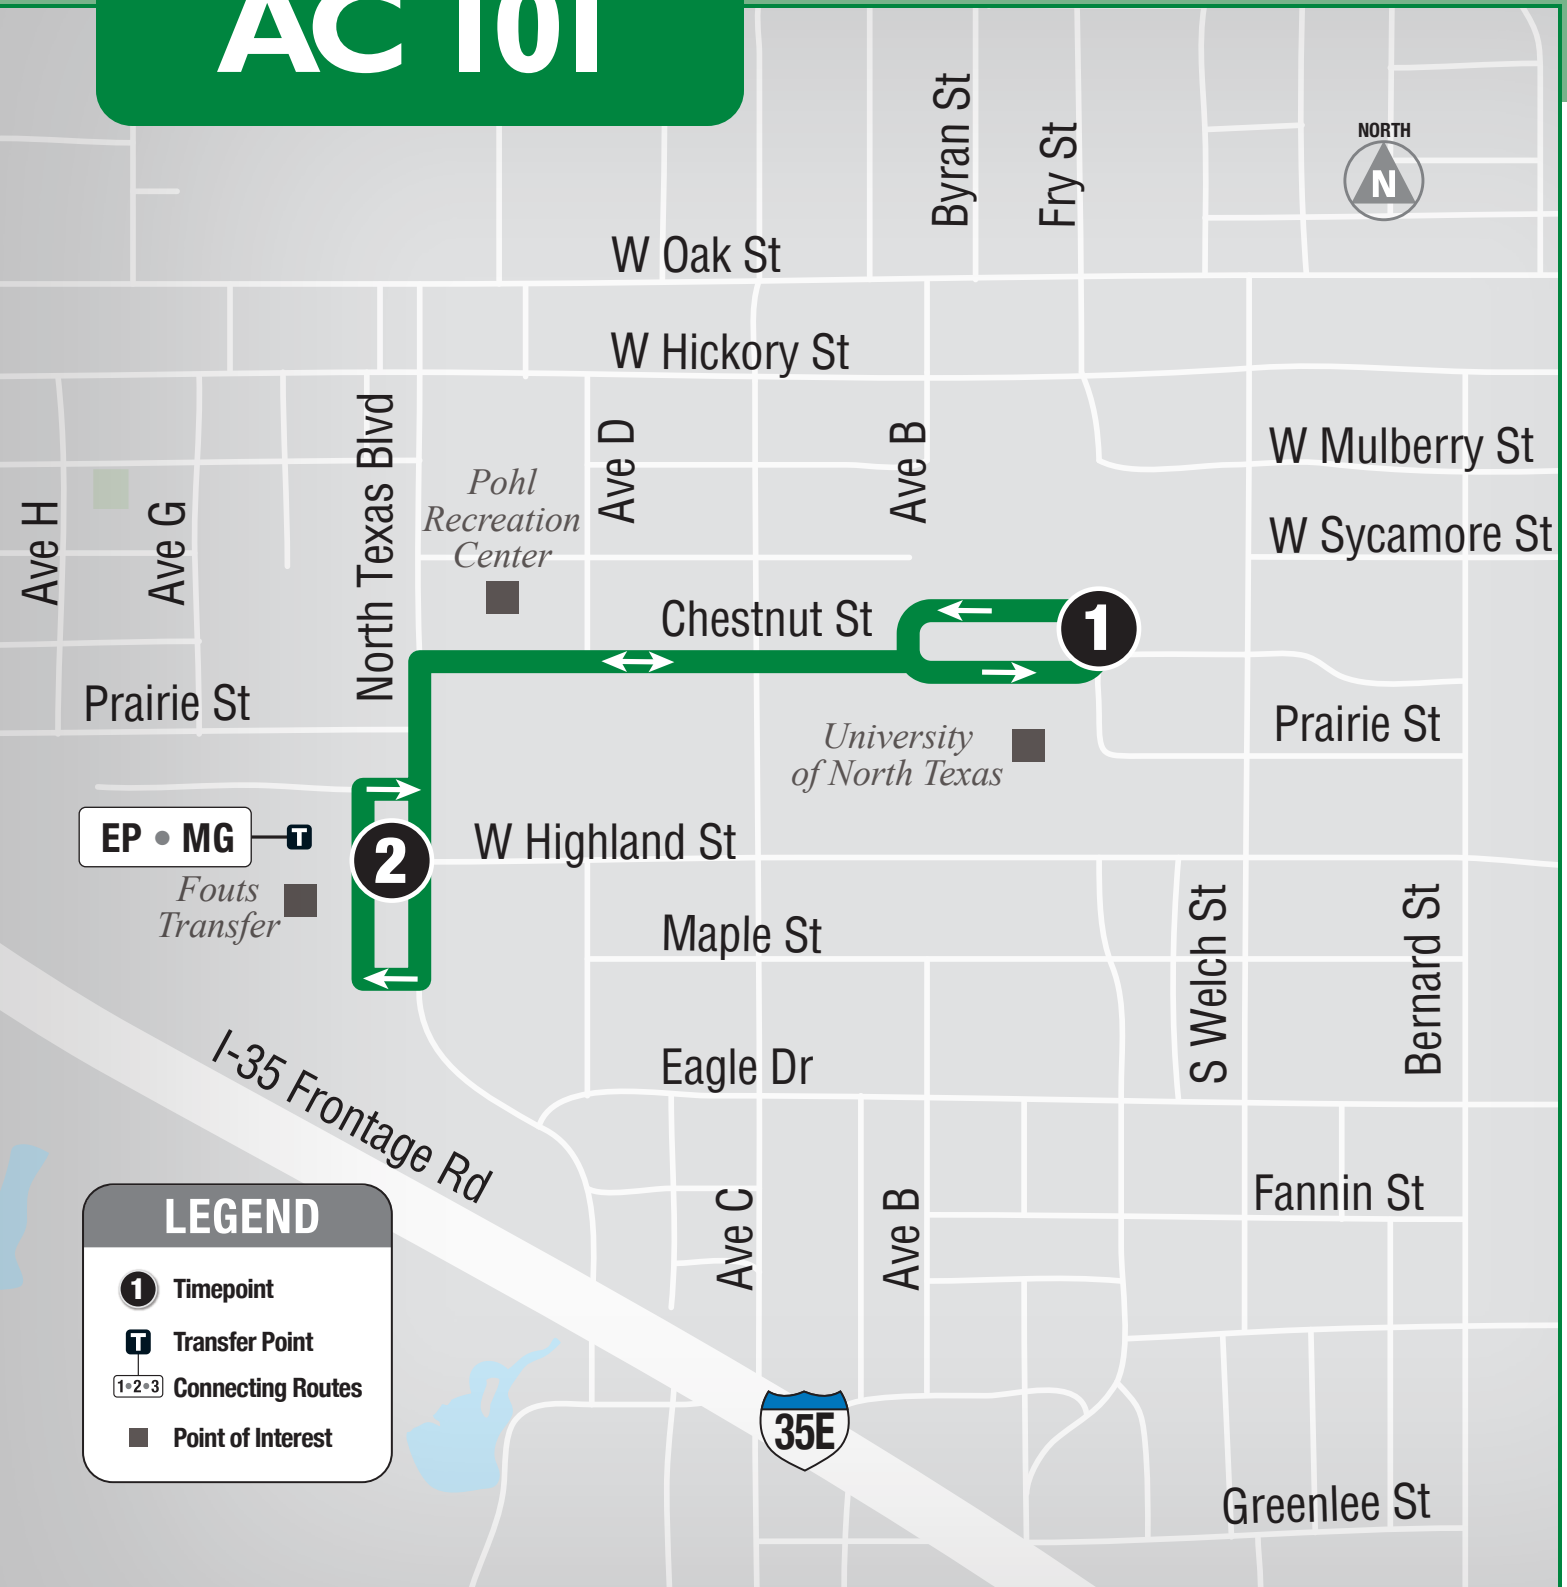 AC 101
Byran St
Fry St
NORTH
N
W Oak St
W Hickory St
North Texas Blvd
Ave D
Ave B
W Mulberry St
Pohl
Recreation
Center
Ave H
Ave G
W Sycamore St
Chestnut St
1
Prairie St
Prairie St
University
of North Texas
EP • MG
T
2
W Highland St
Fouts
Transfer
Maple St
S Welch St
Bernard St
I-35 Frontage Rd
Eagle Dr
Ave C
Ave B
Fannin St
LEGEND
1 Timepoint
T Transfer Point
1•2•3 Connecting Routes
Point of Interest
35E
Greenlee St